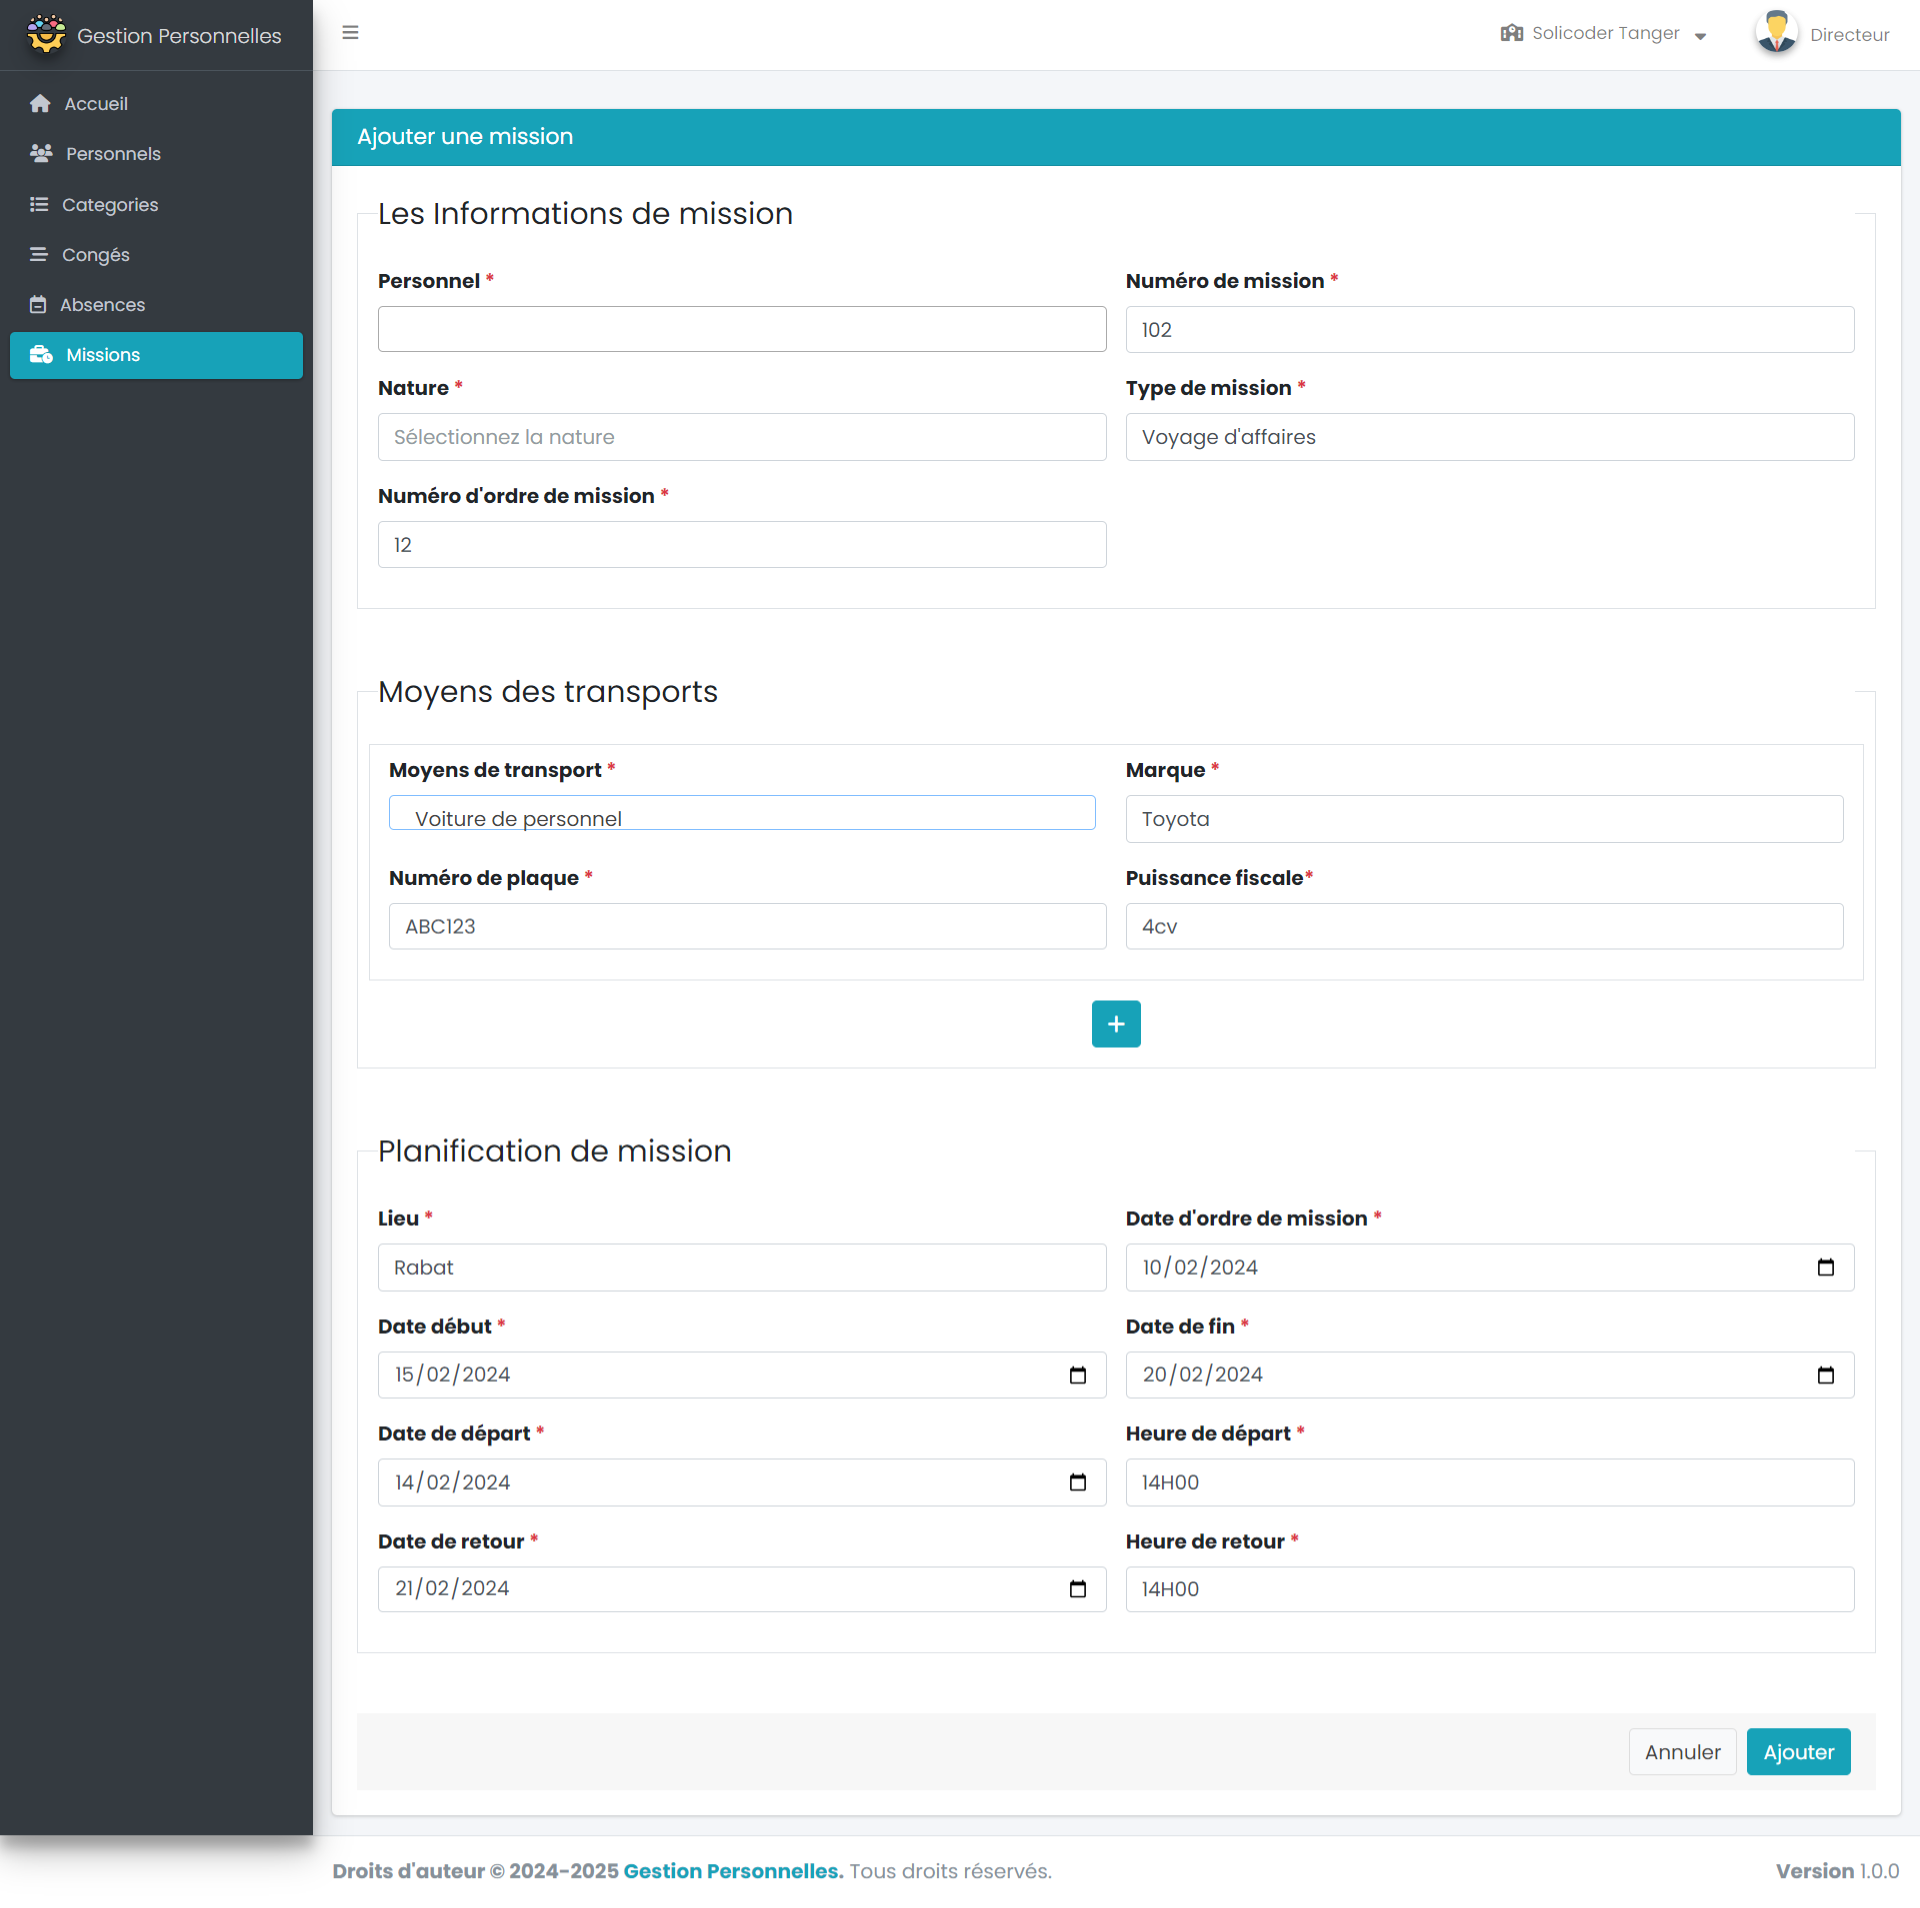 Gestion Personnelles
Solicoder Tanger
Directeur
Accueil
Personnels
Categories
Congés
Absences
Missions
Ajouter une mission
Les Informations de mission
Personnel *
Numéro de mission *
102
Nature *
Type de mission *
Sélectionnez la nature
Voyage d'affaires
Numéro d'ordre de mission *
12
Moyens des transports
Moyens de transport *
Marque *
Voiture de personnel
Toyota
Numéro de plaque *
Puissance fiscale*
ABC123
4cv
+
Planification de mission
Lieu *
Date d'ordre de mission *
Rabat
10/02/2024
Date début *
Date de fin *
15/02/2024
20/02/2024
Date de départ *
Heure de départ *
14/02/2024
14H00
Date de retour *
Heure de retour *
21/02/2024
14H00
Annuler
Ajouter
Droits d'auteur © 2024-2025 Gestion Personnelles. Tous droits réservés.
Version 1.0.0